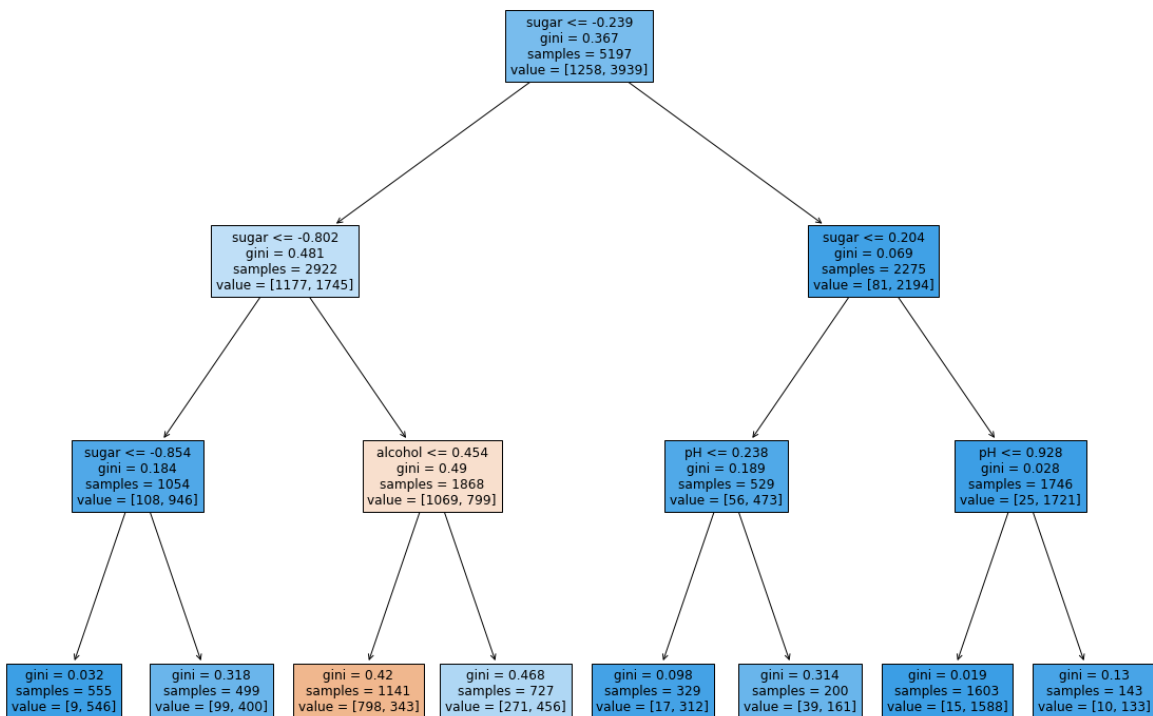 sugar <= -0.239
gini = 0.367
samples = 5197
value = [1258, 3939]
sugar <= -0.802
gini = 0.481
samples = 2922
value = [1177, 1745]
sugar <= 0.204
gini = 0.069
samples = 2275
value = [81, 2194]
sugar <= -0.854
gini = 0.184
samples = 1054
value = [108, 946]
alcohol <= 0.454
gini = 0.49
samples = 1868
value = [1069, 799]
pH <= 0.238
gini = 0.189
samples = 529
value = [56, 473]
pH <= 0.928
gini = 0.028
samples = 1746
value = [25, 1721]
gini = 0.032
samples = 555
value = [9, 546]
gini = 0.318
samples = 499
value = [99, 400]
gini = 0.42
samples = 1141
value = [798, 343]
gini = 0.468
samples = 727
value = [271, 456]
gini = 0.098
samples = 329
value = [17, 312]
gini = 0.314
samples = 200
value = [39, 161]
gini = 0.019
samples = 1603
value = [15, 1588]
gini = 0.13
samples = 143
value = [10, 133]